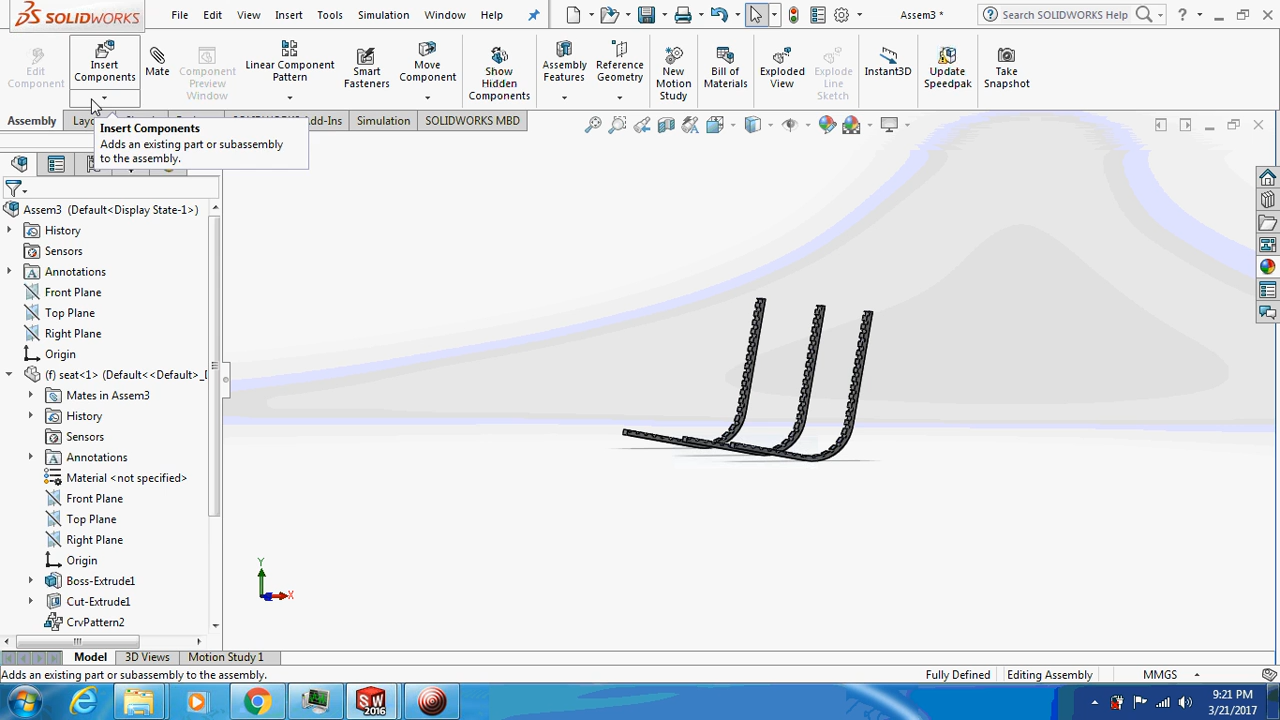 SOLIDWORKS File Edit View Insert Tools Simulation Window Help Assem3 * Search SOLIDWORKS Help ?
Edit Component
Insert Components
Mate
Component Preview Window
Linear Component Pattern
Smart Fasteners
Move Component
Show Hidden Components
Assembly Features
Reference Geometry
New Motion Study
Bill of Materials
Exploded View
Explode Line Sketch
Instant3D
Update Speedpak
Take Snapshot
Assembly Simulation SOLIDWORKS MBD
Insert Components
Adds an existing part or subassembly
to the assembly.
Assem3 (Default<Display State-1>)
History
Sensors
Annotations
Front Plane
Top Plane
Right Plane
Origin
(f) seat<1> (Default<<Default>_D
Mates in Assem3
History
Sensors
Annotations
Material <not specified>
Front Plane
Top Plane
Right Plane
Origin
Boss-Extrude1
Cut-Extrude1
CrvPattern2
Y
X
Model 3D Views Motion Study 1
Adds an existing part or subassembly to the assembly. Fully Defined Editing Assembly MMGS
SW 2016
9:21 PM
3/21/2017